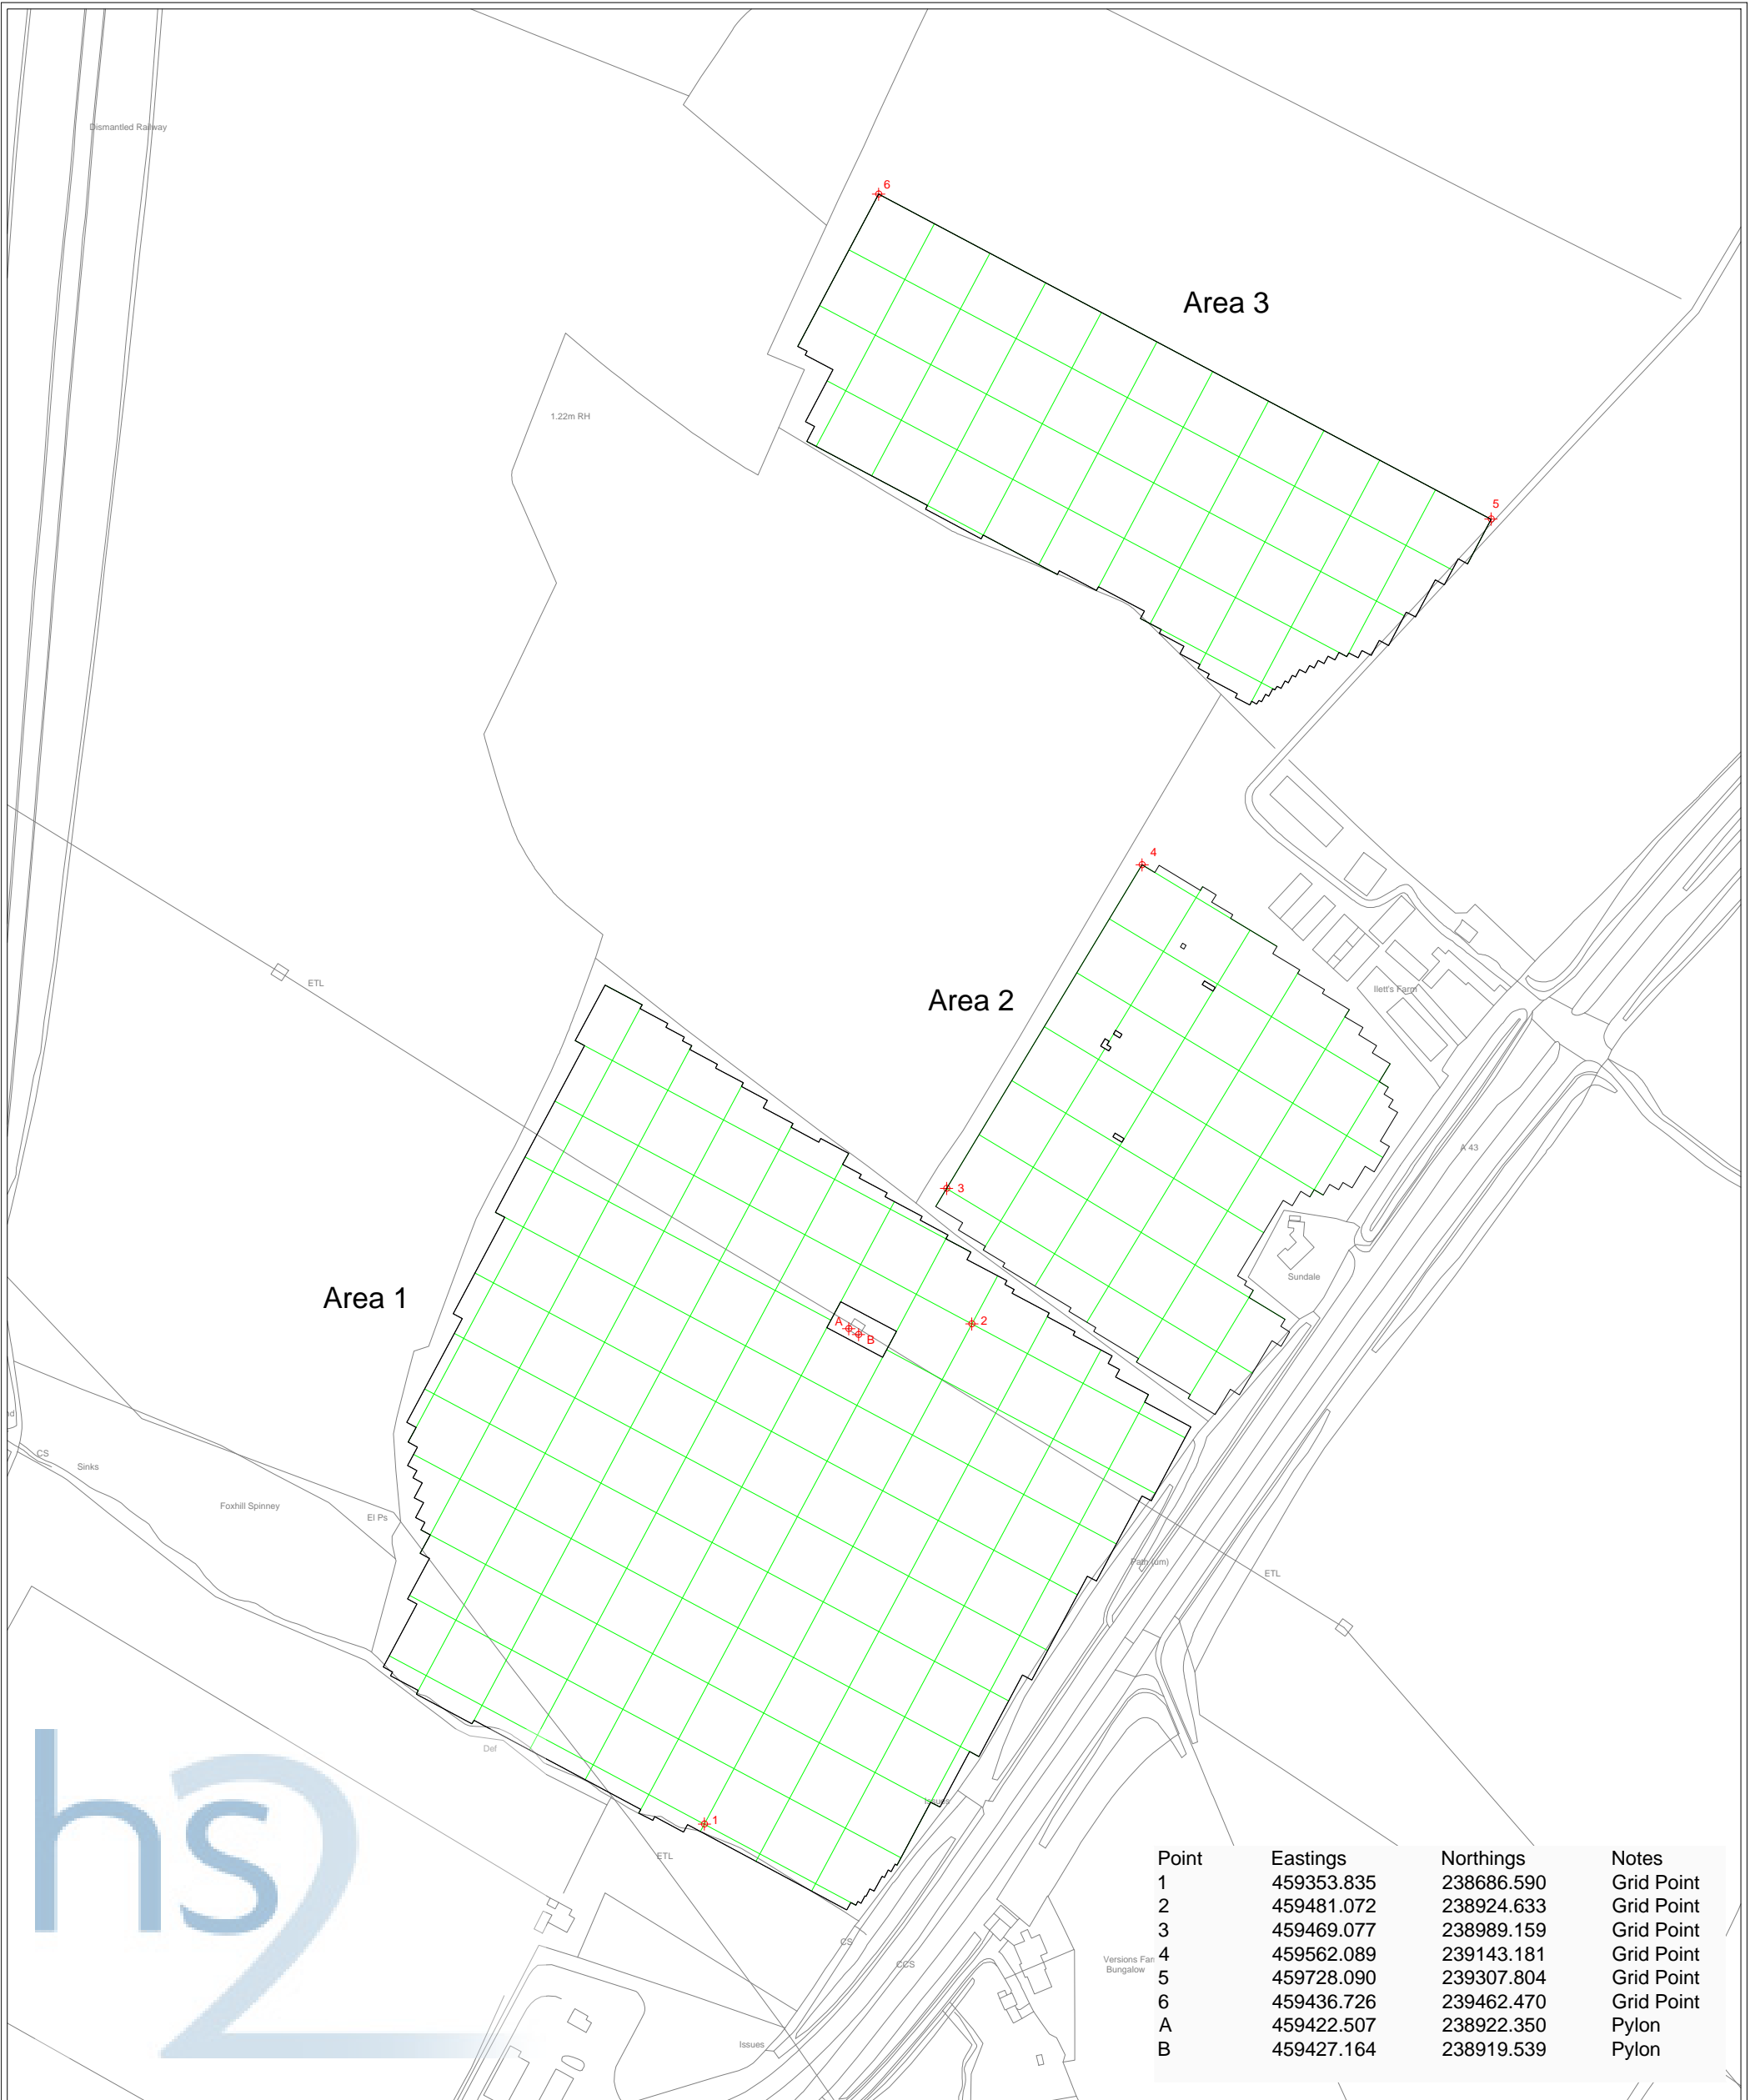 Dismantled Railway
6
Area 3
1.22m RH
5
4
ETL
Area 2
Ilett's Farm
A 43
3
Sundale
Area 1
A
B
2
CS
Sinks
Foxhill Spinney
El Ps
Path (um)
ETL
Def
Issues
1
ETL
hs2
CS
CCS
Versions Farm
Bungalow
Issues
Point Eastings Northings Notes
1 459353.835 238686.590 Grid Point
2 459481.072 238924.633 Grid Point
3 459469.077 238989.159 Grid Point
4 459562.089 239143.181 Grid Point
5 459728.090 239307.804 Grid Point
6 459436.726 239462.470 Grid Point
A 459422.507 238922.350 Pylon
B 459427.164 238919.539 Pylon